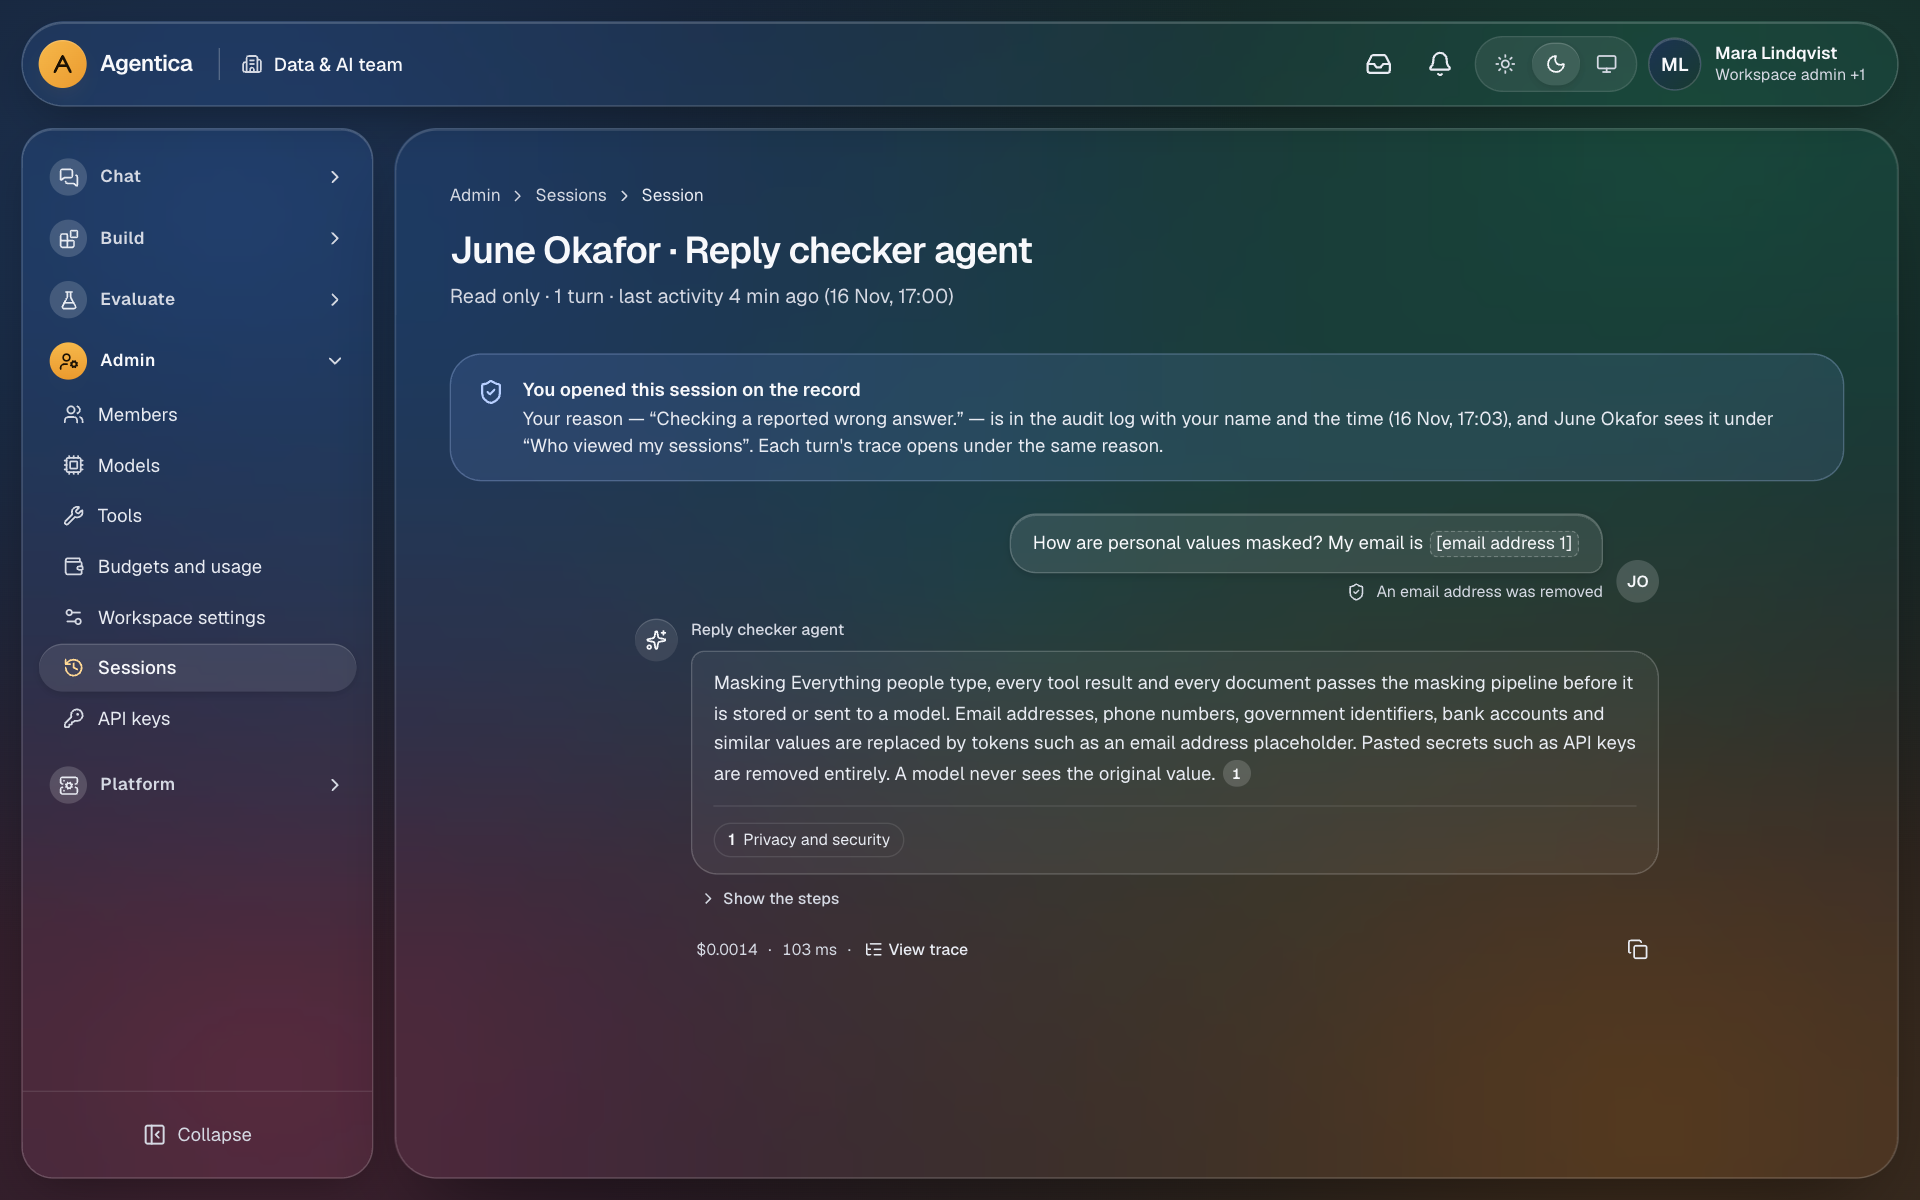 Agentica
Data & AI team
ML
Mara Lindqvist
Workspace admin +1
Chat
Build
Evaluate
Admin
Members
Models
Tools
Budgets and usage
Workspace settings
Sessions
API keys
Platform
Collapse
Admin > Sessions > Session
June Okafor · Reply checker agent
Read only · 1 turn · last activity 4 min ago (16 Nov, 17:00)
You opened this session on the record
Your reason — “Checking a reported wrong answer.” — is in the audit log with your name and the time (16 Nov, 17:03), and June Okafor sees it under
“Who viewed my sessions”. Each turn's trace opens under the same reason.
How are personal values masked? My email is [email address 1]
An email address was removed
JO
Reply checker agent
Masking Everything people type, every tool result and every document passes the masking pipeline before it
is stored or sent to a model. Email addresses, phone numbers, government identifiers, bank accounts and
similar values are replaced by tokens such as an email address placeholder. Pasted secrets such as API keys
are removed entirely. A model never sees the original value. 1
1 Privacy and security
Show the steps
$0.0014 · 103 ms · View trace